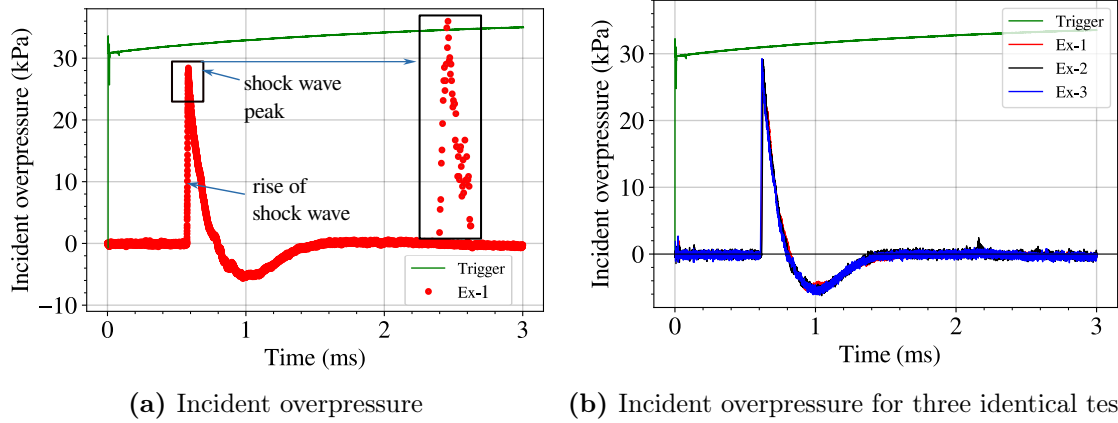 Incident overpressure (kPa)
30
20
10
0
−10
shock wave
peak
rise of
shock wave
Trigger
Ex-1
0
1
2
3
Time (ms)
(a) Incident overpressure
Incident overpressure (kPa)
30
20
10
0
Trigger
Ex-1
Ex-2
Ex-3
0
1
2
3
Time (ms)
(b) Incident overpressure for three identical tes